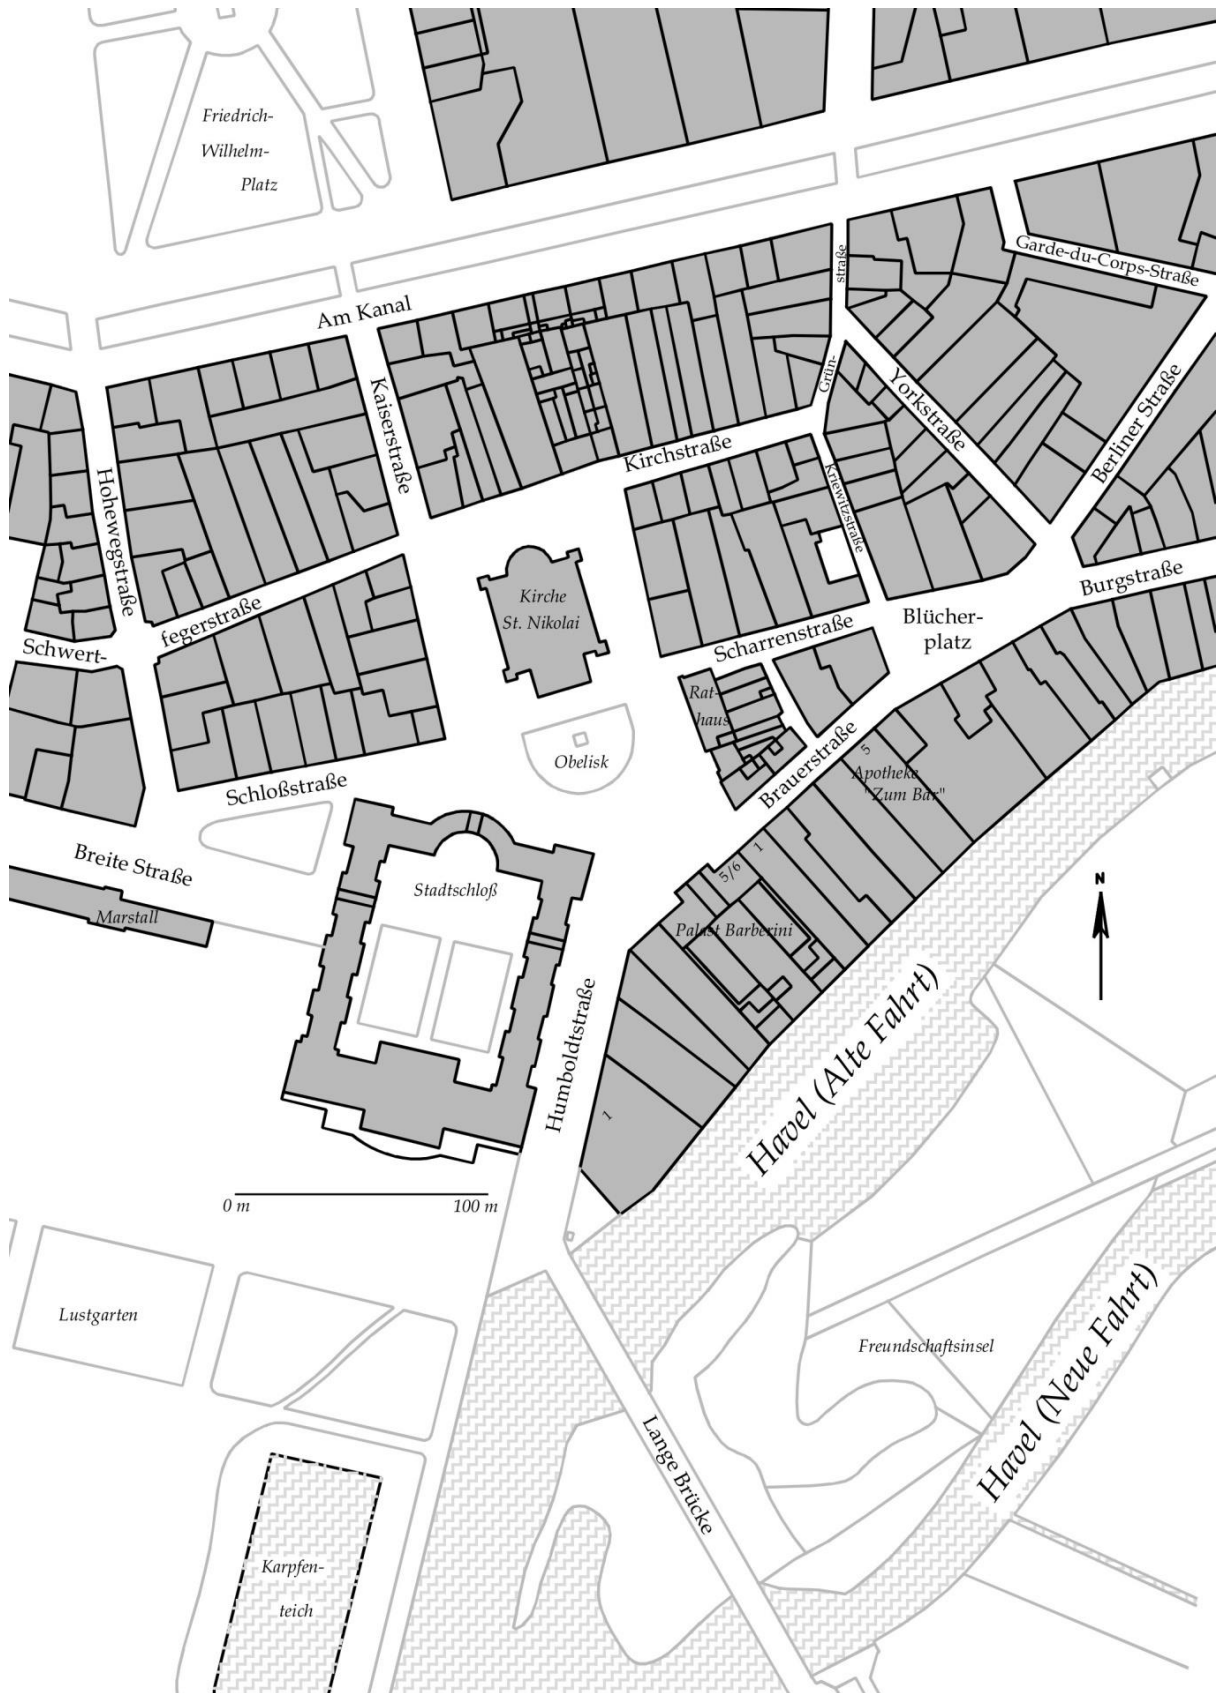 Friedrich-
Wilhelm-
Platz
straße
Garde-du-Corps-Straße
Am Kanal
Kaiserstraße
Grün-
Yorkstraße
Berliner Straße
Kirchstraße
Hohewegstraße
Kriewitzstraße
Burgstraße
Kirche
St. Nikolai
fegerstraße
Schwert-
Scharrenstraße
Blücher-
platz
Rat-
haus
Obelisk
Brauerstraße
5
Apotheke
"Zum Bär"
Schloßstraße
Breite Straße
Marstall
Stadtschloß
1
5/6
Palast Barberini
N
Havel (Alte Fahrt)
Humboldtstraße
1
0 m
100 m
Lustgarten
Freundschaftsinsel
Havel (Neue Fahrt)
Lange Brücke
Karpfen-
teich